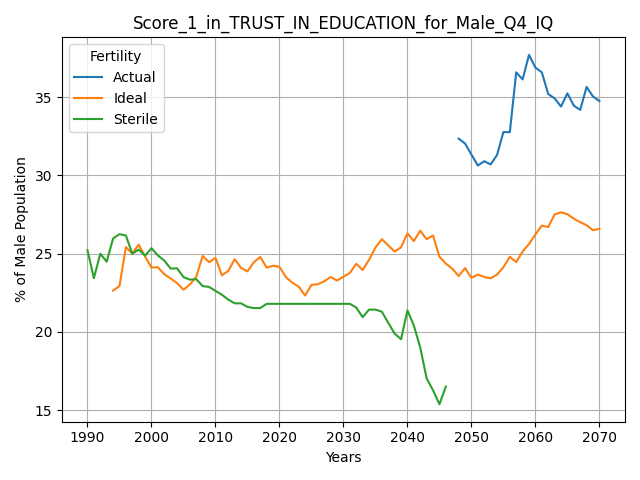 Score_1_in_TRUST_IN_EDUCATION_for_Male_Q4_IQ
Fertility
Actual
Ideal
Sterile
% of Male Population
35
30
25
20
15
1990 2000 2010 2020 2030 2040 2050 2060 2070
Years